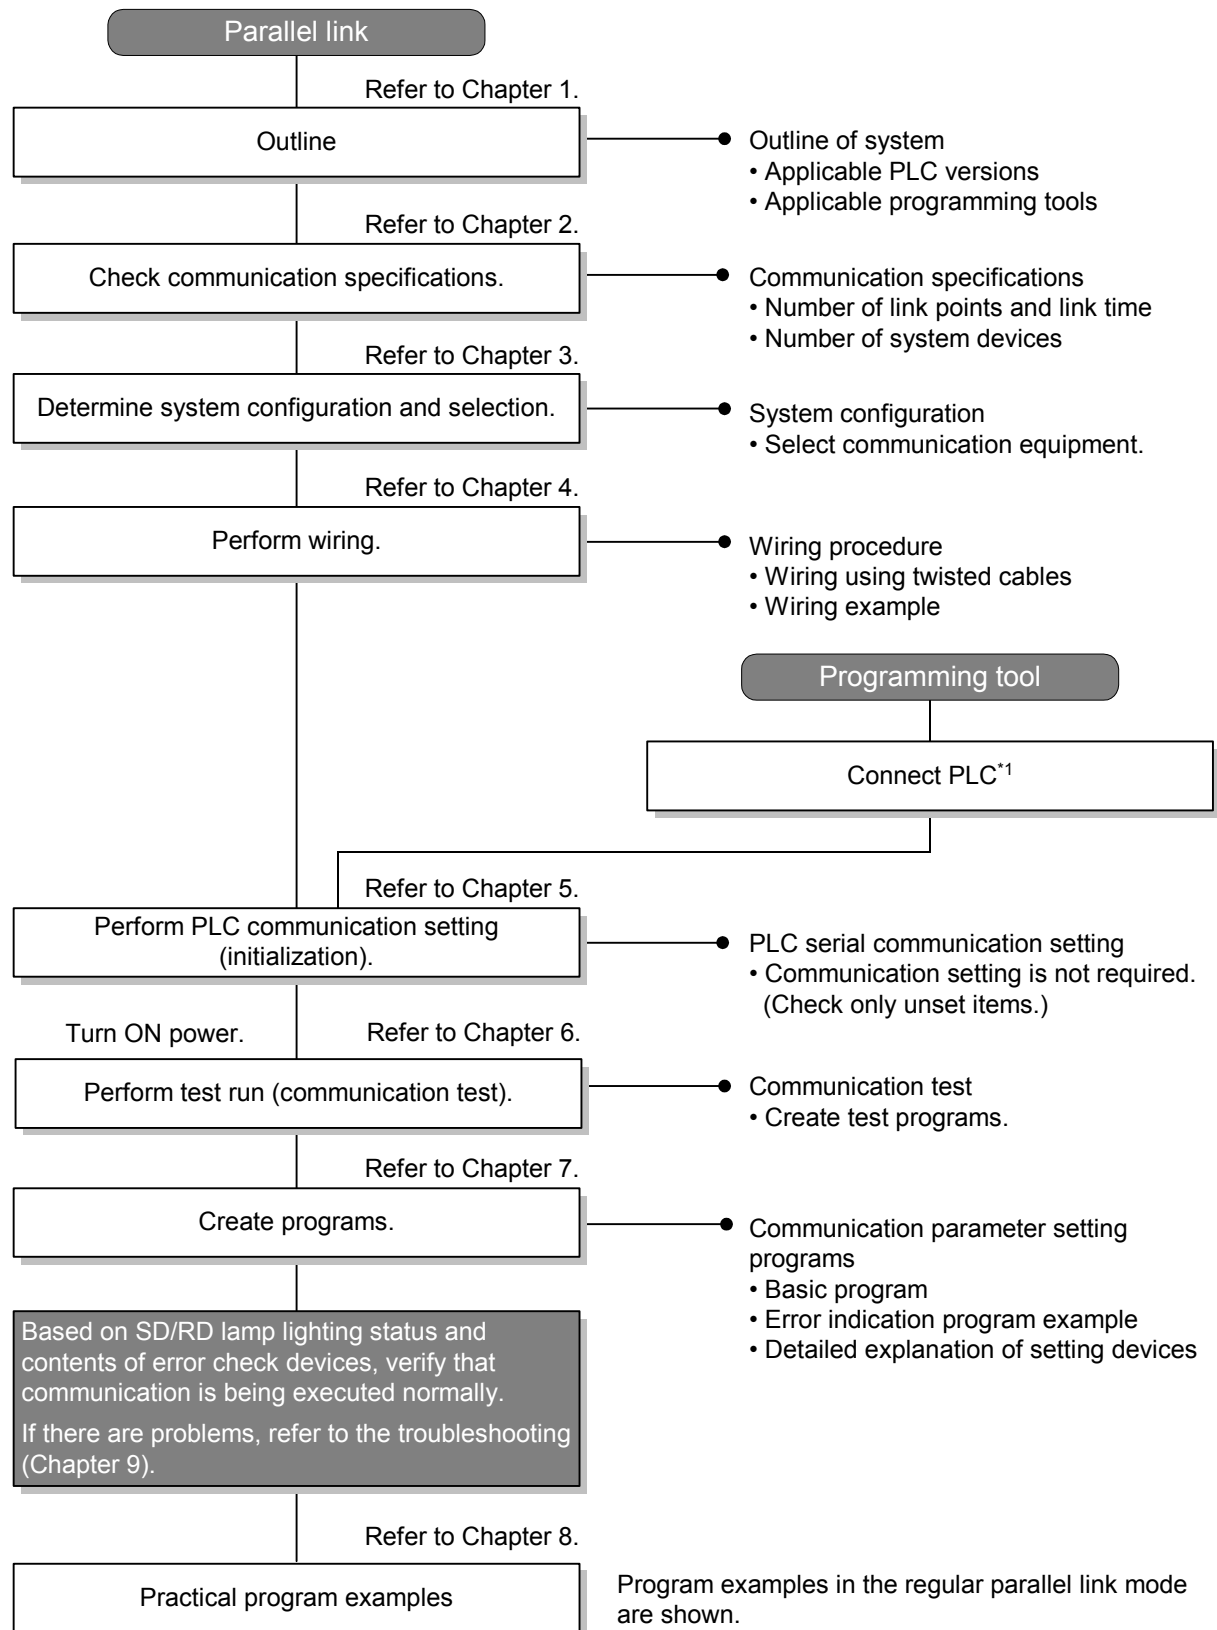 Parallel link
Refer to Chapter 1.
Outline
Outline of system
• Applicable PLC versions
• Applicable programming tools
Refer to Chapter 2.
Check communication specifications.
Communication specifications
• Number of link points and link time
• Number of system devices
Refer to Chapter 3.
Determine system configuration and selection.
System configuration
• Select communication equipment.
Refer to Chapter 4.
Perform wiring.
Wiring procedure
• Wiring using twisted cables
• Wiring example
Programming tool
Connect PLC*1
Refer to Chapter 5.
Perform PLC communication setting
(initialization).
PLC serial communication setting
• Communication setting is not required.
(Check only unset items.)
Turn ON power.
Refer to Chapter 6.
Perform test run (communication test).
Communication test
• Create test programs.
Refer to Chapter 7.
Create programs.
Communication parameter setting
programs
• Basic program
• Error indication program example
• Detailed explanation of setting devices
Based on SD/RD lamp lighting status and
contents of error check devices, verify that
communication is being executed normally.
If there are problems, refer to the troubleshooting
(Chapter 9).
Refer to Chapter 8.
Practical program examples
Program examples in the regular parallel link mode
are shown.